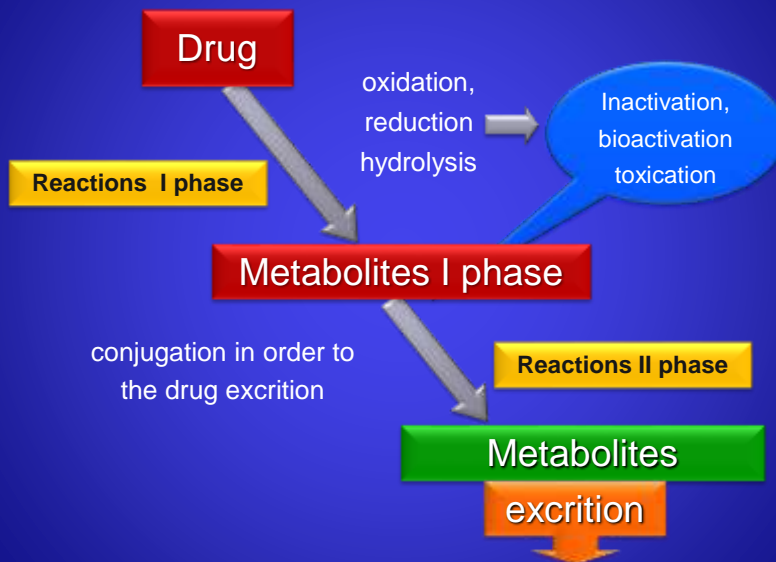 Drug
oxidation,
reduction
hydrolysis
Inactivation,
bioactivation
toxication
Reactions I phase
Metabolites I phase
conjugation in order to
the drug excrition
Reactions II phase
Metabolites
excrition